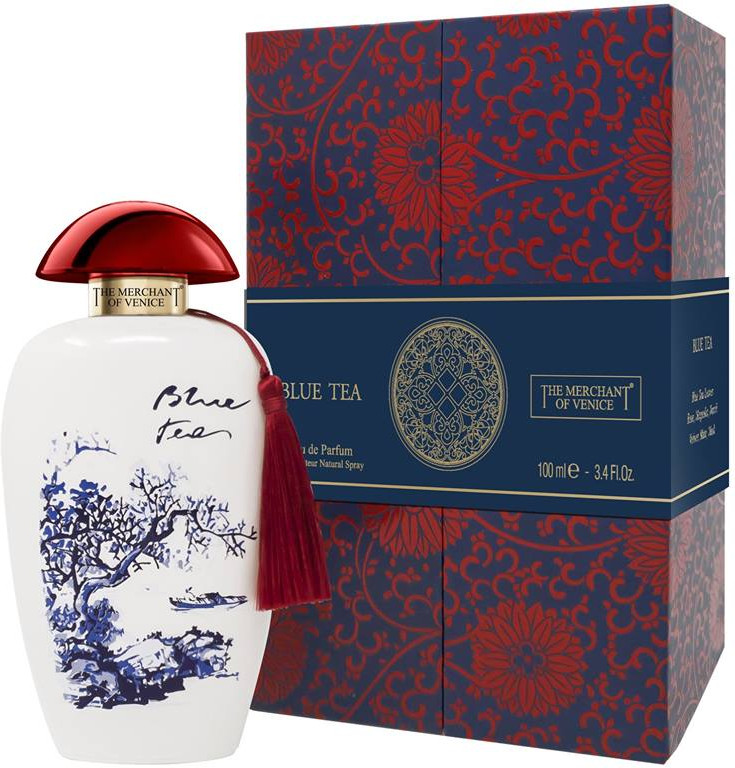 THE MERCHANT®
OF VENICE
Blue
tea
BLUE TEA
de Parfum
Natural Spray
THE MERCHANT®
OF VENICE
100 ml ℮ - 3.4 Fl.Oz.
BLUE TEA